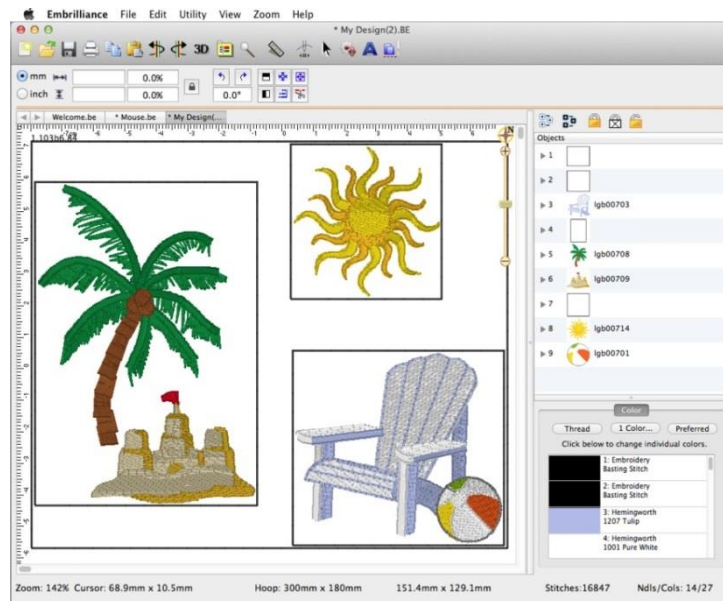 Embrilliance File Edit Utility View Zoom Help
* My Design(2).BE
3D A
mm 0.0% 0.0°
inch 0.0%
Welcome.be * Mouse.be * My Design(...
N
Objects
1
2
3 lgb00703
4
5 lgb00708
6 lgb00709
7
8 lgb00714
9 lgb00701
Color
Thread 1 Color... Preferred
Click below to change individual colors.
1: Embroidery
Basting Stitch
2: Embroidery
Basting Stitch
3: Hemingworth
1207 Tulip
4: Hemingworth
1001 Pure White
Zoom: 142% Cursor: 68.9mm x 10.5mm Hoop: 300mm x 180mm 151.4mm x 129.1mm Stitches:16847 Ndls/Cols: 14/27